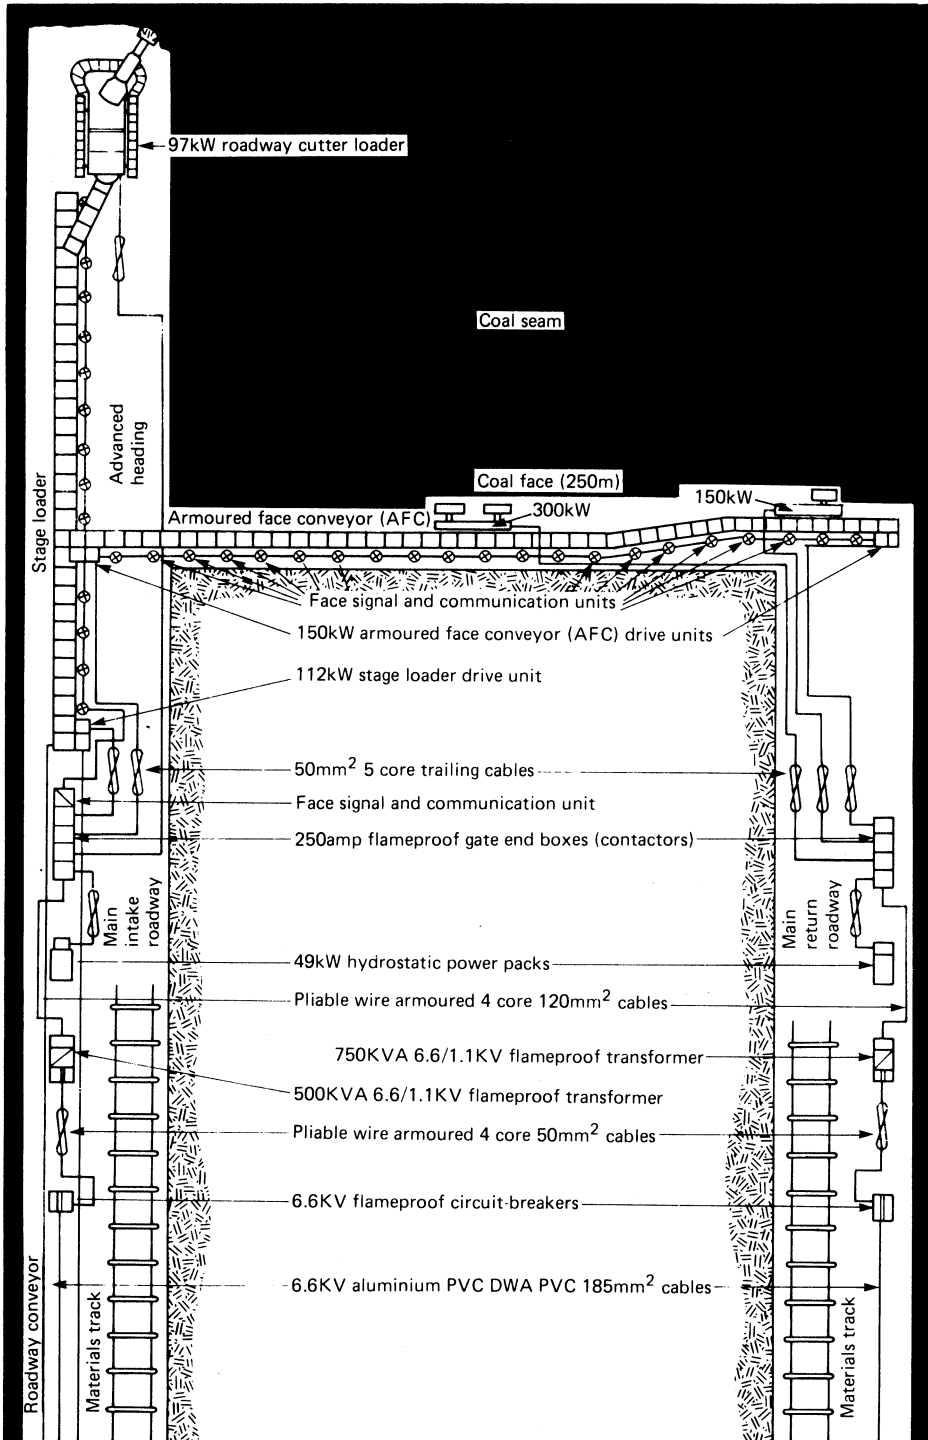 97kW roadway cutter loader
Coal seam
Advanced
heading
Stage loader
Coal face (250m)
150kW
300kW
Armoured face conveyor (AFC)
Face signal and communication units
150kW armoured face conveyor (AFC) drive units
112kW stage loader drive unit
50mm² 5 core trailing cables
Face signal and communication unit
250amp flameproof gate end boxes (contactors)
Main
intake
roadway
Main
return
roadway
49kW hydrostatic power packs
Pliable wire armoured 4 core 120mm² cables
750KVA 6.6/1.1KV flameproof transformer
500KVA 6.6/1.1KV flameproof transformer
Pliable wire armoured 4 core 50mm² cables
6.6KV flameproof circuit-breakers
6.6KV aluminium PVC DWA PVC 185mm² cables
Roadway conveyor
Materials track
Materials track